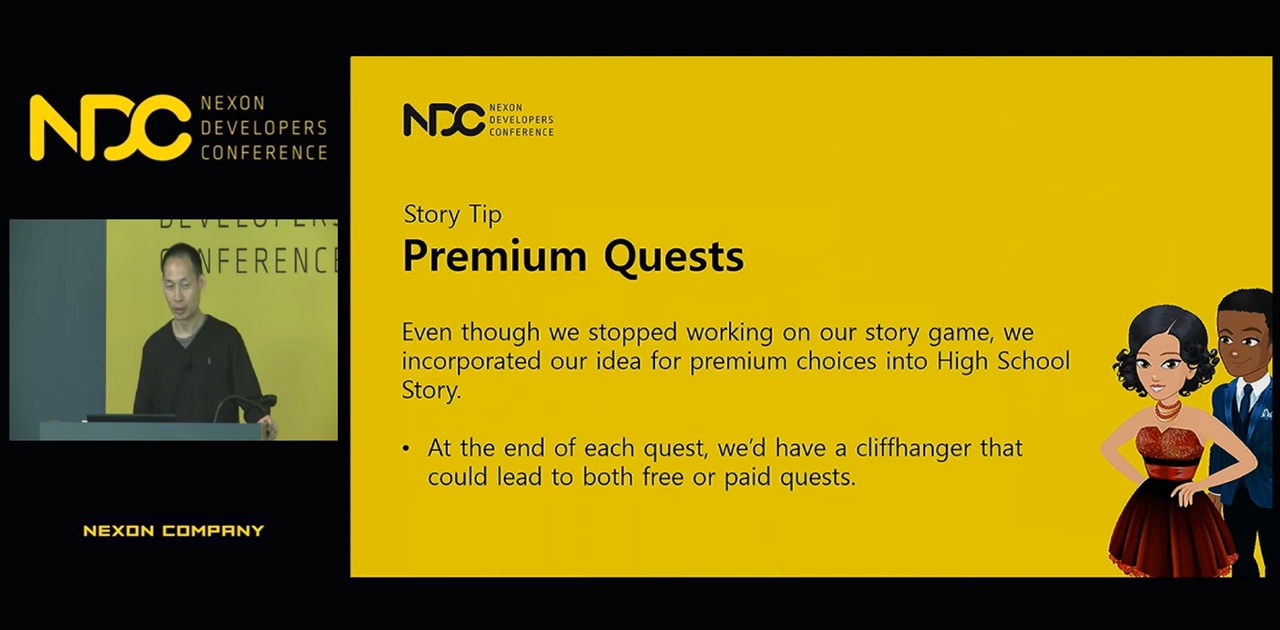 NDC NEXON
DEVELOPERS
CONFERENCE
DEVELOPERS
CONFERENCE
NEXON COMPANY
NDC NEXON
DEVELOPERS
CONFERENCE
Story Tip
Premium Quests
Even though we stopped working on our story game, we
incorporated our idea for premium choices into High School
Story.
• At the end of each quest, we’d have a cliffhanger that
could lead to both free or paid quests.